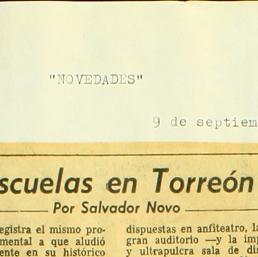 "NOVEDADES"
9 de septiem
scuelas en Torreón
Por Salvador Novo
egistra el mismo pro-
mental a que aludió
ente en su histórico
dispuestas en anfiteatro, la
gran auditorio —y la imp
y ultrapulcra sala de di